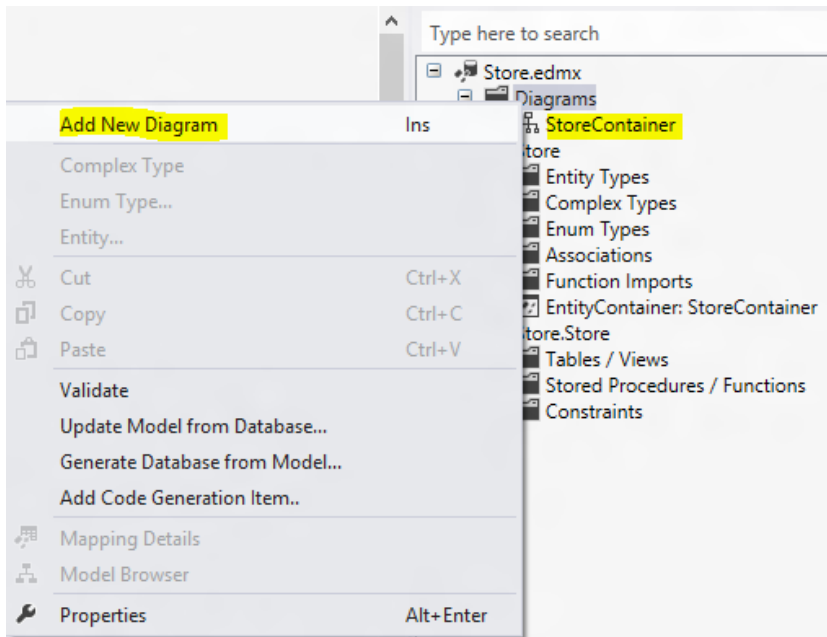 Type here to search
Store.edmx
Diagrams
Add New Diagram Ins
StoreContainer
Complex Type
Enum Type...
Entity...
Cut Ctrl+X
Copy Ctrl+C
Paste Ctrl+V
Validate
Update Model from Database...
Generate Database from Model...
Add Code Generation Item..
Mapping Details
Model Browser
Properties Alt+Enter
tore
Entity Types
Complex Types
Enum Types
Associations
Function Imports
EntityContainer: StoreContainer
tore.Store
Tables / Views
Stored Procedures / Functions
Constraints